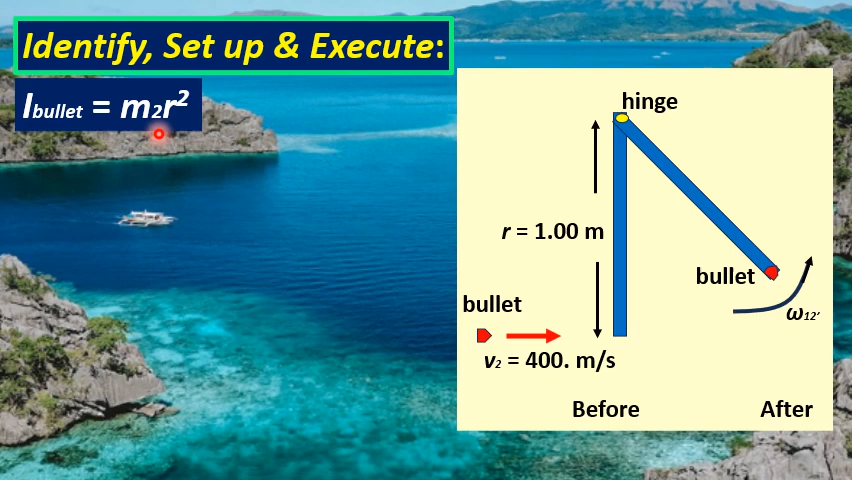 Identify, Set up & Execute:
Ibullet = m₂r²
hinge
r = 1.00 m
bullet
bullet
ω₁₂′
v₂ = 400. m/s
Before
After